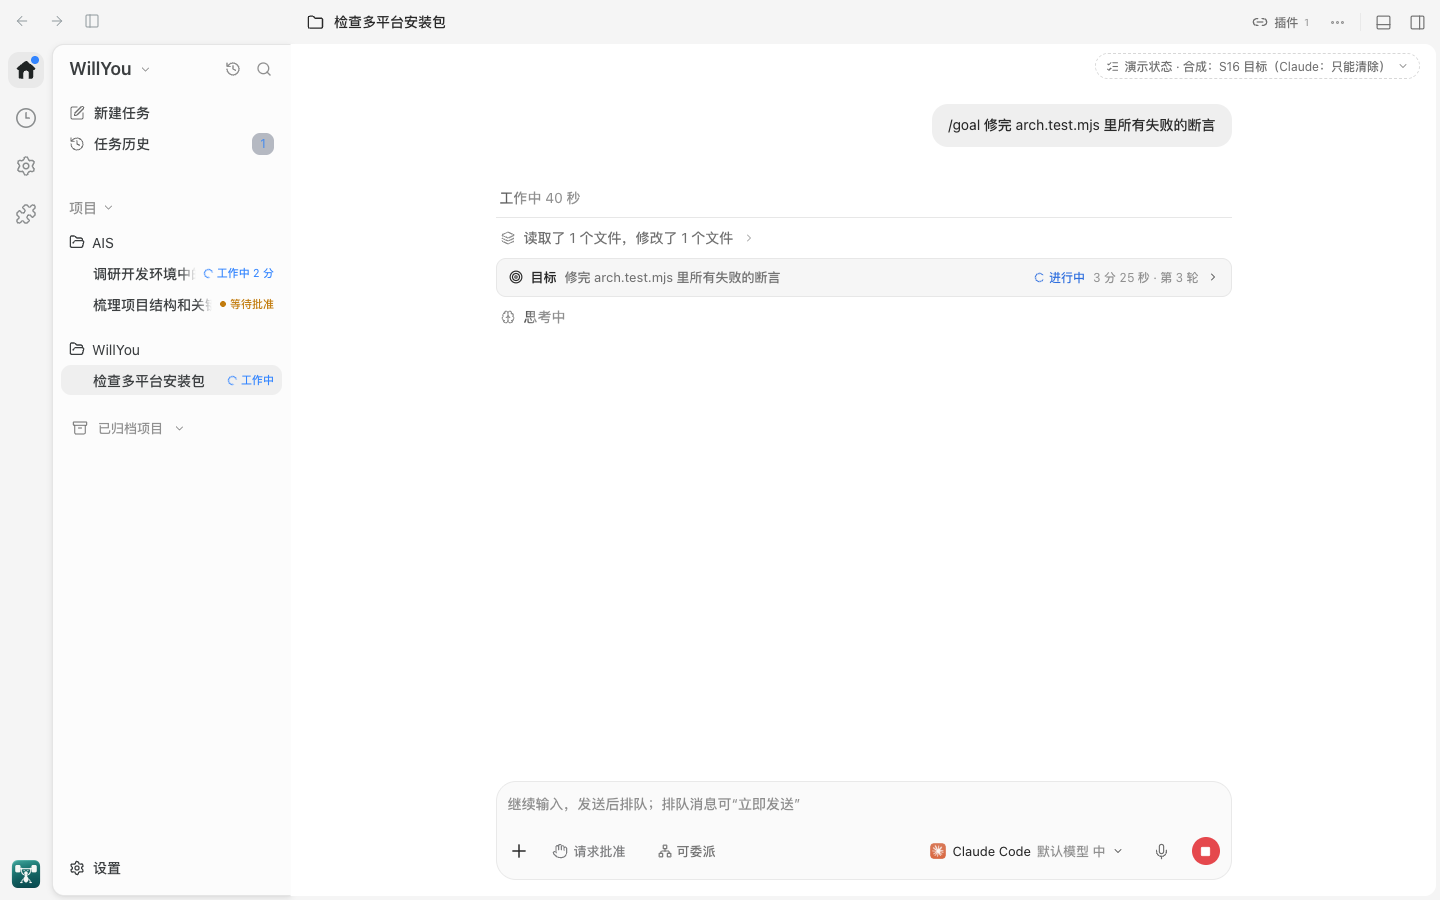 检查多平台安装包
插件 1
WillYou
演示状态 · 合成：S16 目标（Claude：只能清除）
新建任务
任务历史 1
/goal 修完 arch.test.mjs 里所有失败的断言
项目
工作中 40 秒
AIS
读取了 1 个文件，修改了 1 个文件
调研开发环境中 工作中 2 分
目标 修完 arch.test.mjs 里所有失败的断言 进行中 3 分 25 秒 · 第 3 轮
梳理项目结构和关 等待批准
思考中
WillYou
检查多平台安装包 工作中
已归档项目
继续输入，发送后排队；排队消息可“立即发送”
请求批准 可委派 Claude Code 默认模型 中
设置